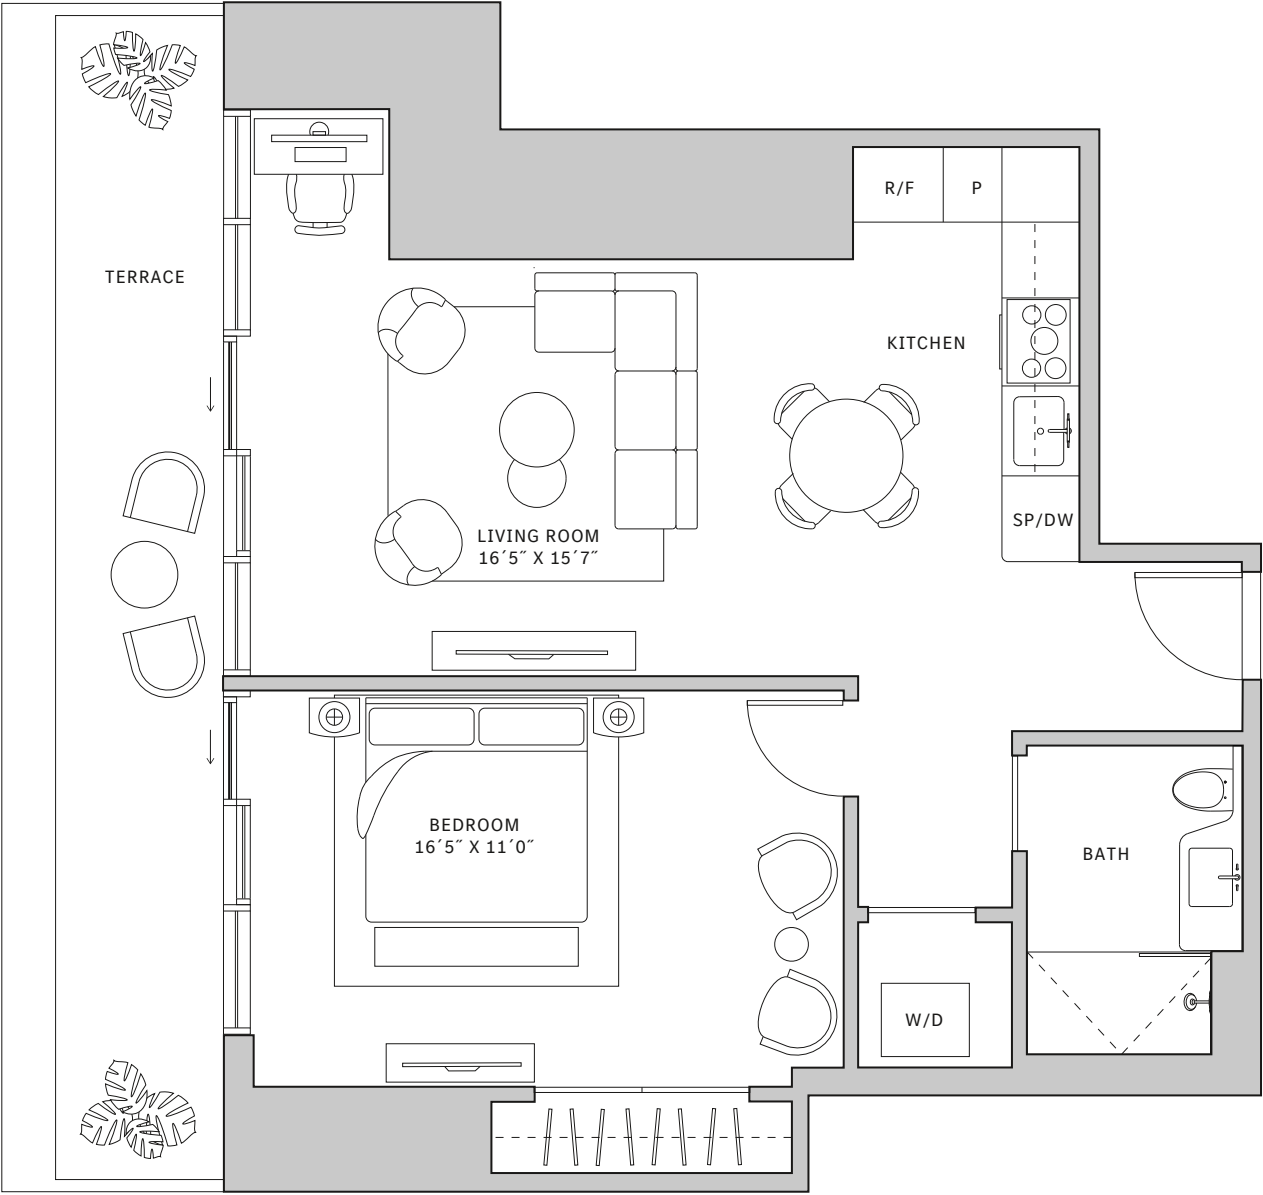 R/F
P
TERRACE
KITCHEN
SP/DW
LIVING ROOM
16´5˝ X 15´7˝
BEDROOM
16´5˝ X 11´0˝
BATH
W/D